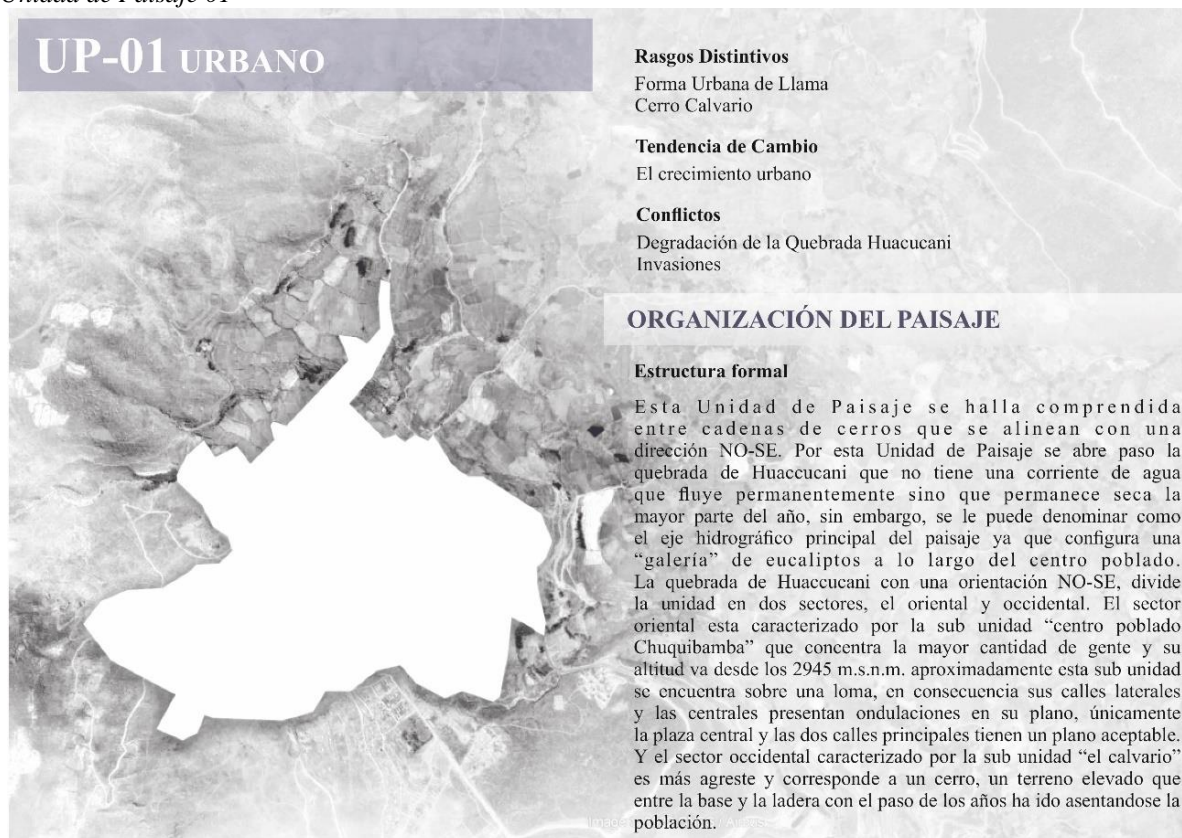 Unidad de Paisaje 01
UP-01 URBANO
Rasgos Distintivos
Forma Urbana de Llama
Cerro Calvario
Tendencia de Cambio
El crecimiento urbano
Conflictos
Degradación de la Quebrada Huacucani
Invasiones
ORGANIZACIÓN DEL PAISAJE
Estructura formal
Esta Unidad de Paisaje se halla comprendida
entre cadenas de cerros que se alinean con una
dirección NO-SE. Por esta Unidad de Paisaje se abre paso la
quebrada de Huaccucani que no tiene una corriente de agua
que fluye permanentemente sino que permanece seca la
mayor parte del año, sin embargo, se le puede denominar como
el eje hidrográfico principal del paisaje ya que configura una
“galería” de eucaliptos a lo largo del centro poblado.
La quebrada de Huaccucani con una orientación NO-SE, divide
la unidad en dos sectores, el oriental y occidental. El sector
oriental esta caracterizado por la sub unidad “centro poblado
Chuquibamba” que concentra la mayor cantidad de gente y su
altitud va desde los 2945 m.s.n.m. aproximadamente esta sub unidad
se encuentra sobre una loma, en consecuencia sus calles laterales
y las centrales presentan ondulaciones en su plano, únicamente
la plaza central y las dos calles principales tienen un plano aceptable.
Y el sector occidental caracterizado por la sub unidad “el calvario”
es más agreste y corresponde a un cerro, un terreno elevado que
entre la base y la ladera con el paso de los años ha ido asentandose la
población.